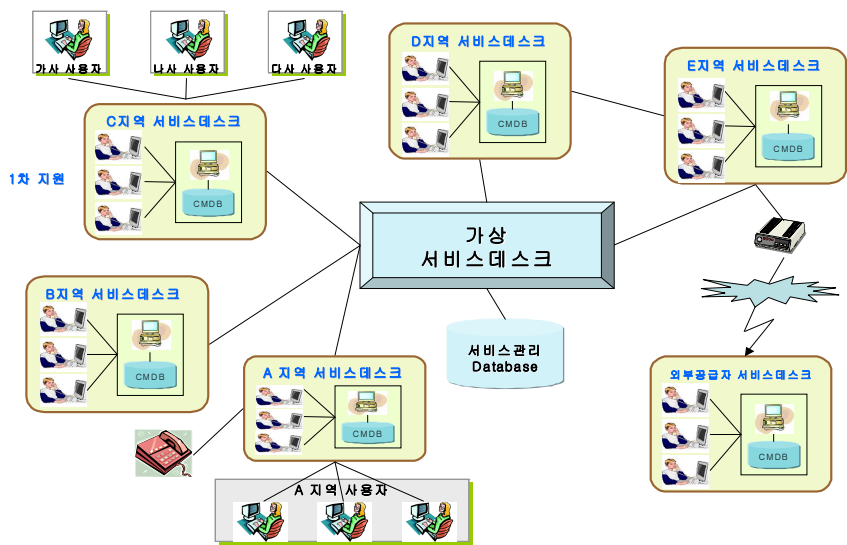 가사 사용자
나사 사용자
다사 사용자
D지역 서비스데스크
CMDB
E지역 서비스데스크
CMDB
C지역 서비스데스크
CMDB
1차 지원
가상
서비스데스크
B지역 서비스데스크
CMDB
서비스관리
Database
A 지역 서비스데스크
CMDB
외부공급자 서비스데스크
CMDB
A 지역 사용자